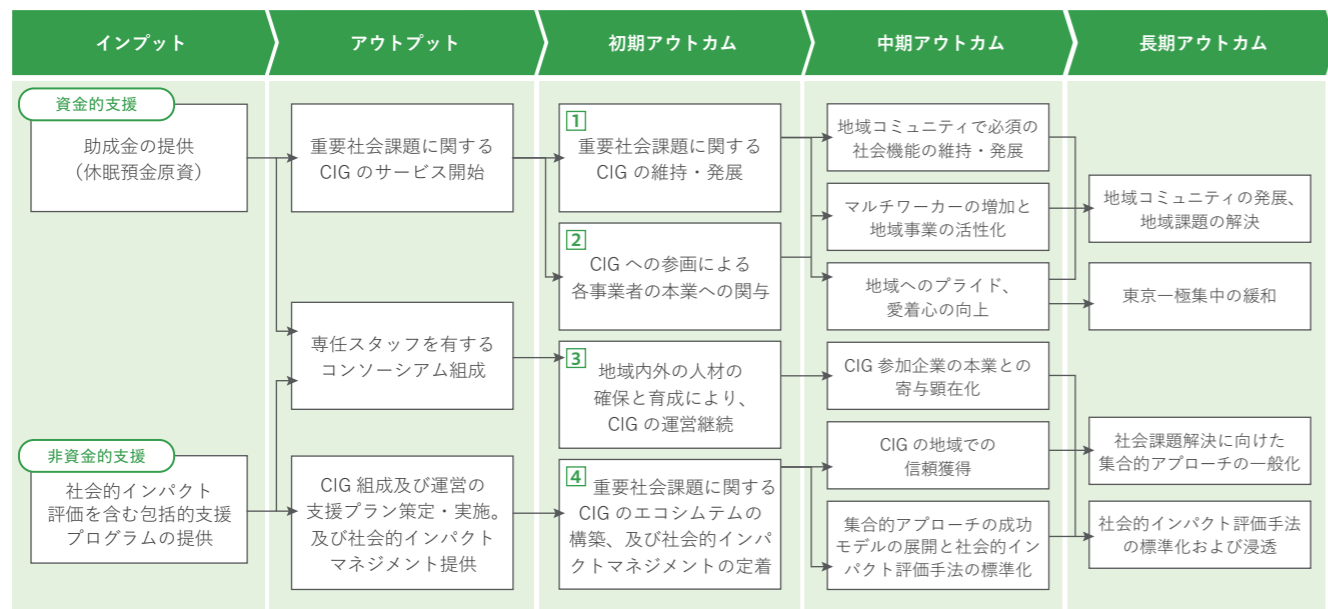 インプット
アウトプット
初期アウトカム
中期アウトカム
長期アウトカム
資金的支援
助成金の提供
（休眠預金原資）
非資金的支援
社会的インパクト
評価を含む包括的支援
プログラムの提供
重要社会課題に関する
CIG のサービス開始
専任スタッフを有する
コンソーシアム組成
CIG 組成及び運営の
支援プラン策定・実施。
及び社会的インパクト
マネジメント提供
1
重要社会課題に関する
CIG の維持・発展
2
CIG への参画による
各事業者の本業への関与
3
地域内外の人材の
確保と育成により、
CIG の運営継続
4
重要社会課題に関する
CIG のエコシムテムの
構築、及び社会的インパ
クトマネジメントの定着
地域コミュニティで必須の
社会機能の維持・発展
マルチワーカーの増加と
地域事業の活性化
地域へのプライド、
愛着心の向上
CIG 参加企業の本業との
寄与顕在化
CIG の地域での
信頼獲得
集合的アプローチの成功
モデルの展開と社会的イン
パクト評価手法の標準化
地域コミュニティの発展、
地域課題の解決
東京一極集中の緩和
社会課題解決に向けた
集合的アプローチの一般化
社会的インパクト評価手法
の標準化および浸透